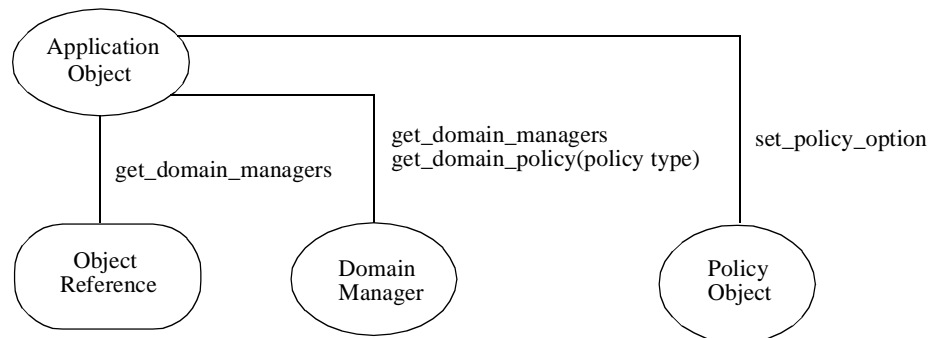 Application
Object
get_domain_managers
get_domain_managers
get_domain_policy(policy type)
set_policy_option
Object
Reference
Domain
Manager
Policy
Object